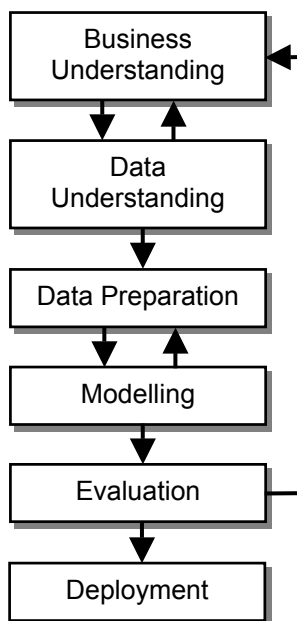 Business
Understanding
Data
Understanding
Data Preparation
Modelling
Evaluation
Deployment